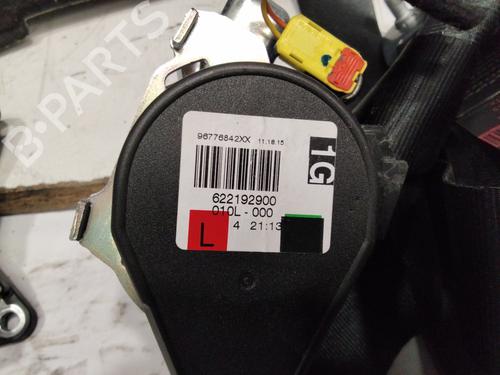 B-PARTS
96776842XX 11.18.15
1G
622192900
010L-000
L 4 21:13